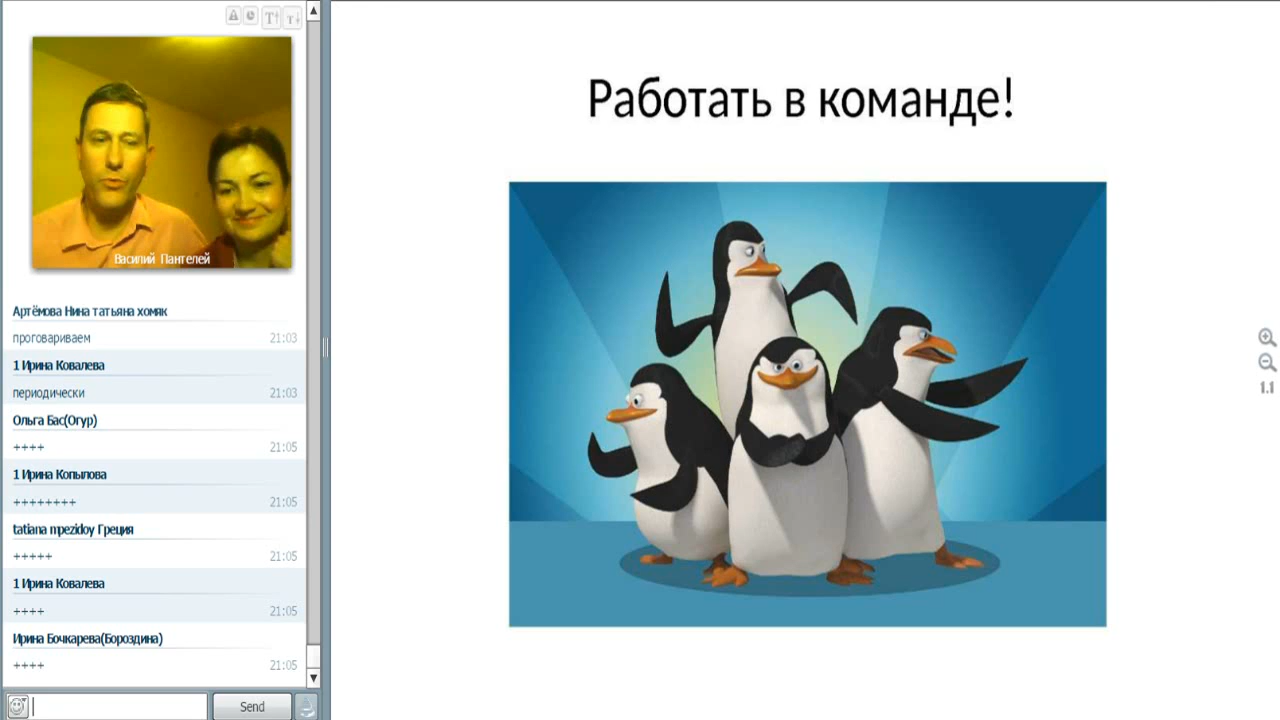 Василий Пантелей
Артёмова Нина татьяна хомяк
проговариваем 21:03
1 Ирина Ковалева
периодически 21:03
Ольга Бас(Огур)
++++ 21:05
1 Ирина Копылова
++++++++ 21:05
tatiana mpezidoy Греция
+++++ 21:05
1 Ирина Ковалева
++++ 21:05
Ирина Бочкарева(Бороздина)
++++ 21:05
Send
Работать в команде!
1.1